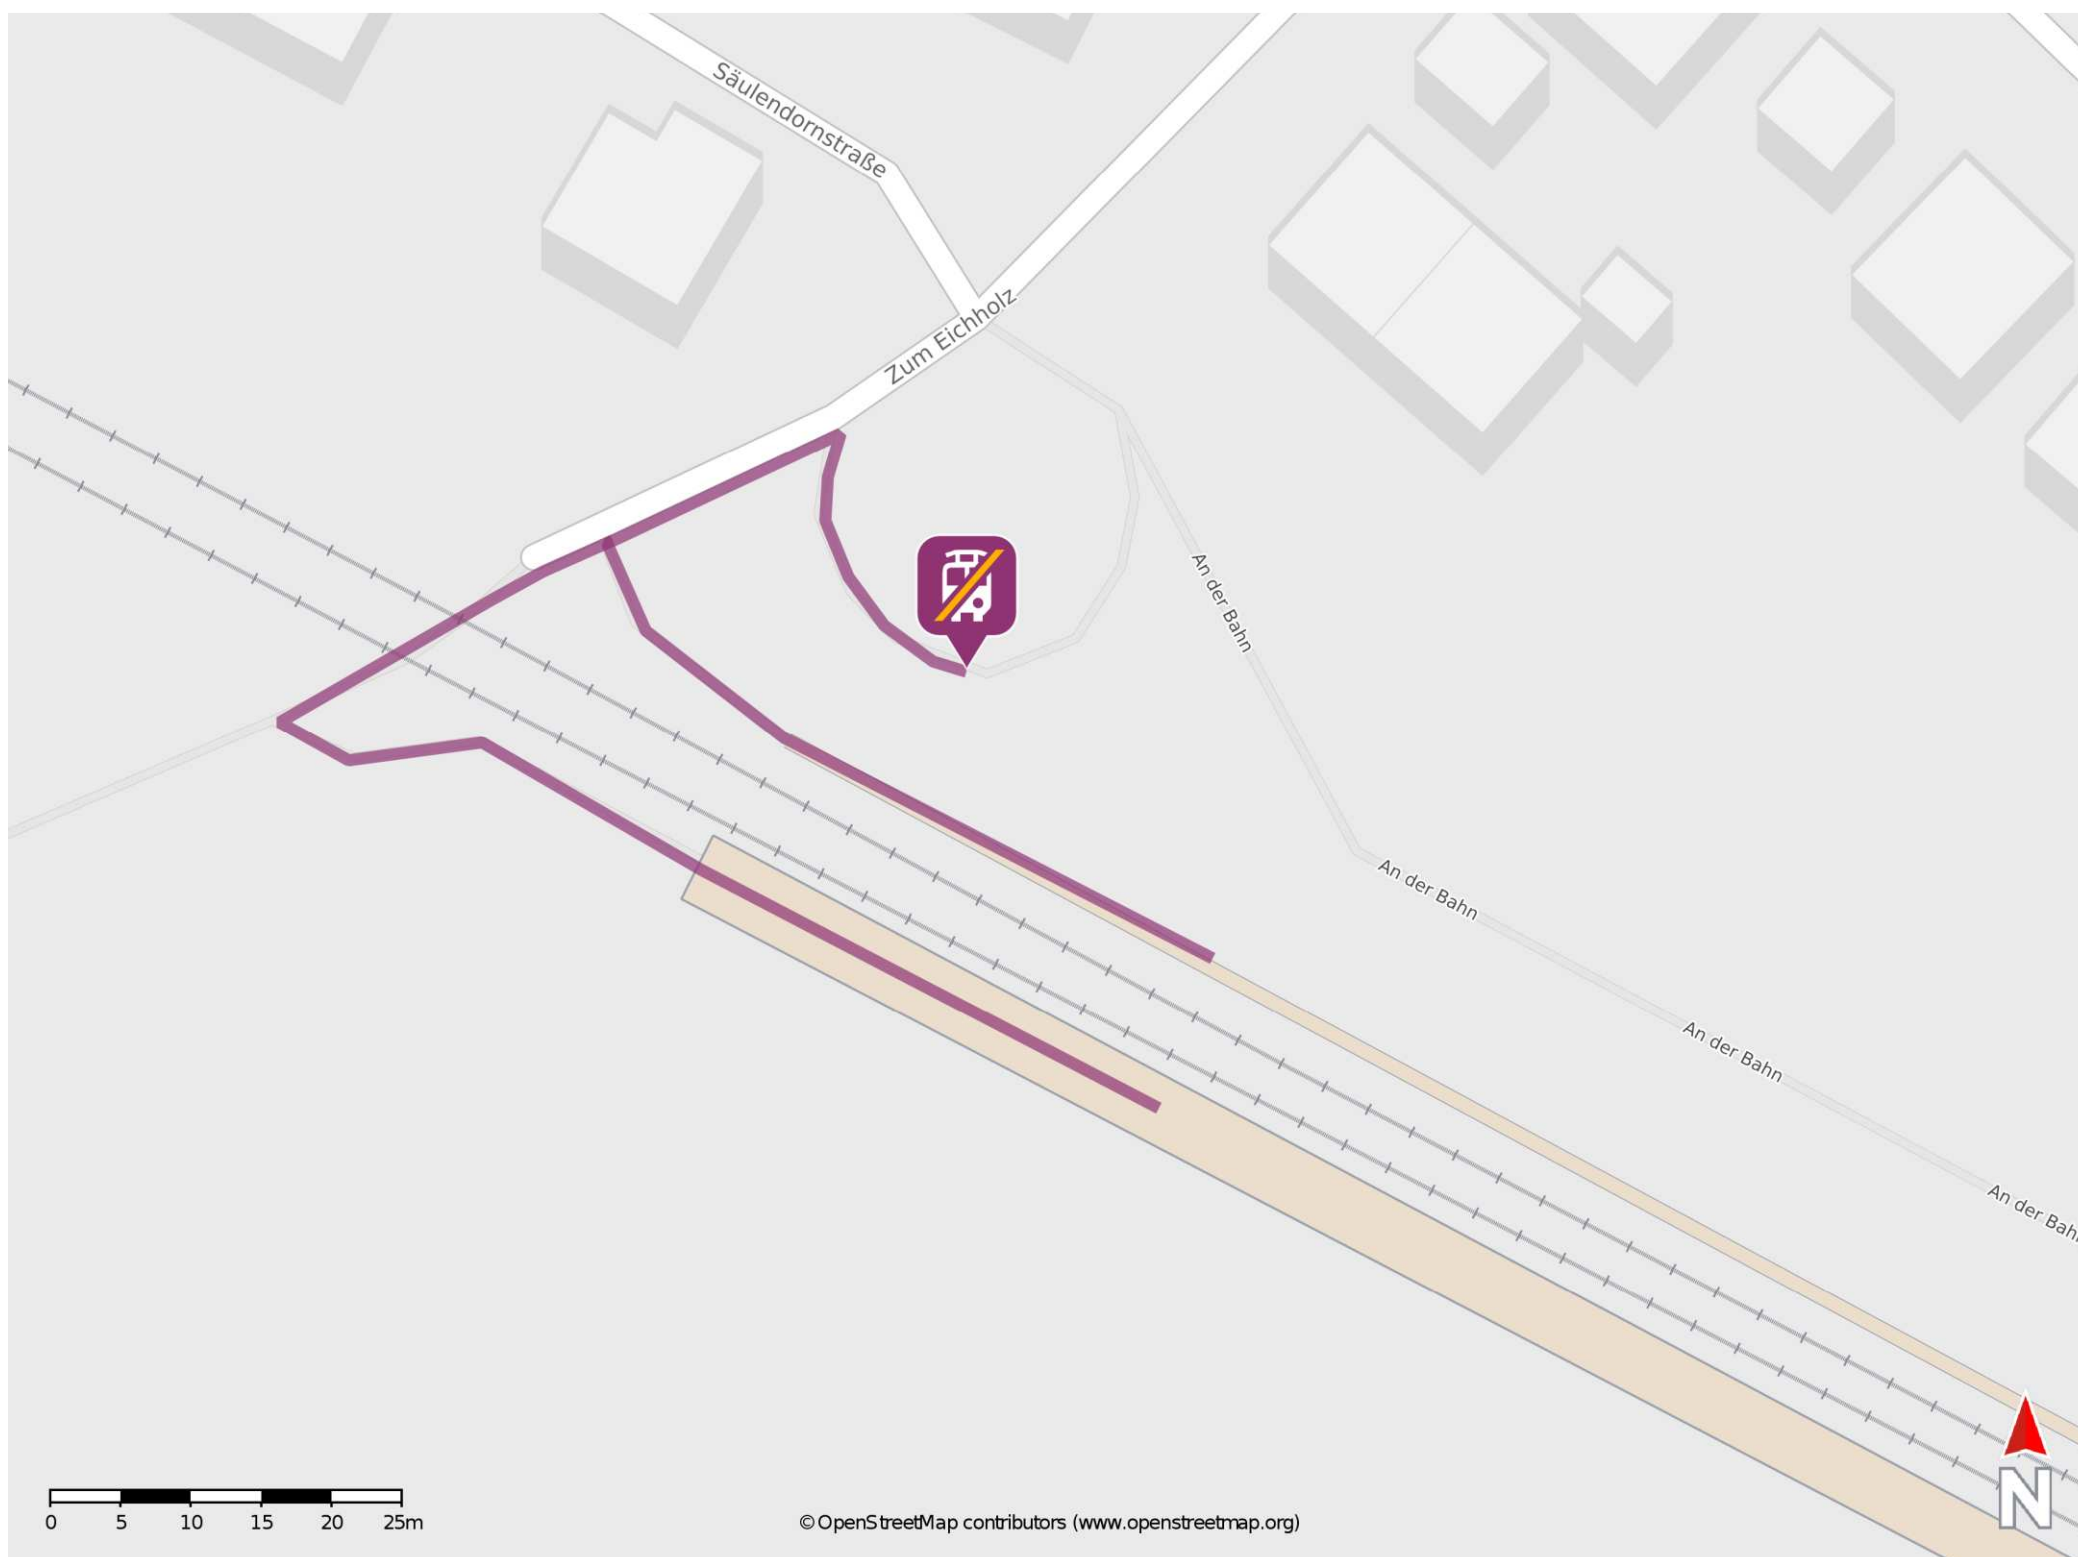 Säulendornstraße
Zum Eichholz
An der Bahn
An der Bahn
An der Bahn
An der Bah
N
0 5 10 15 20 25m
© OpenStreetMap contributors (www.openstreetmap.org)